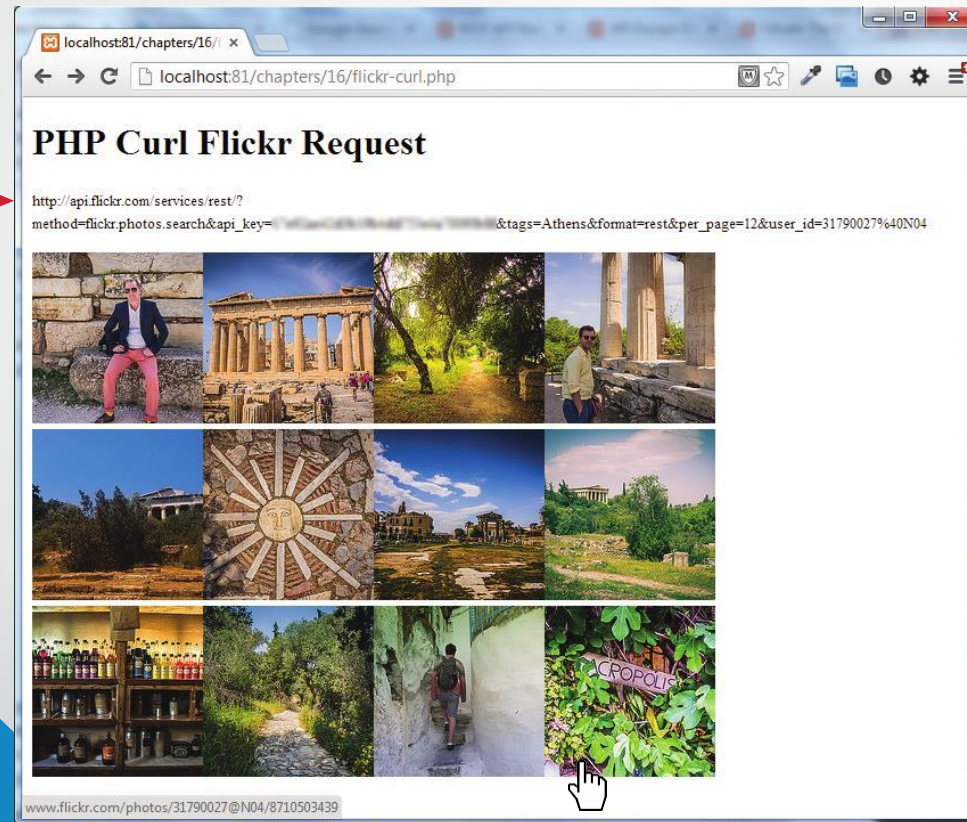 localhost:81/chapters/16/
localhost:81/chapters/16/flickr-curl.php
PHP Curl Flickr Request
http://api.flickr.com/services/rest/?
method=flickr.photos.search&api_key= &tags=Athens&format=rest&per_page=12&user_id=31790027%40N04
ACROPOLIS
www.flickr.com/photos/31790027@N04/8710503439